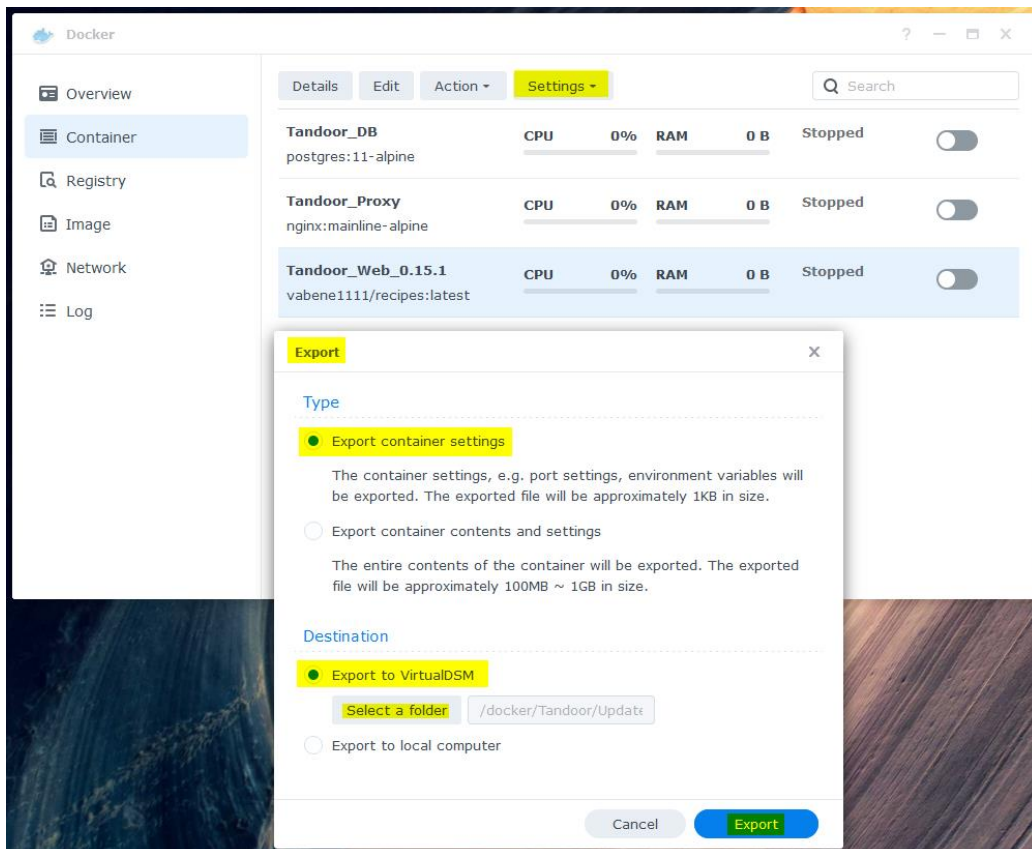 Docker
? — X
Overview
Container
Registry
Image
Network
Log
Details Edit Action Settings Search
Tandoor_DB CPU 0% RAM 0 B Stopped
postgres:11-alpine
Tandoor_Proxy CPU 0% RAM 0 B Stopped
nginx:mainline-alpine
Tandoor_Web_0.15.1 CPU 0% RAM 0 B Stopped
vabene1111/recipes:latest
Export X
Type
Export container settings
The container settings, e.g. port settings, environment variables will
be exported. The exported file will be approximately 1KB in size.
Export container contents and settings
The entire contents of the container will be exported. The exported
file will be approximately 100MB ~ 1GB in size.
Destination
Export to VirtualDSM
Select a folder /docker/Tandoor/Update
Export to local computer
Cancel Export